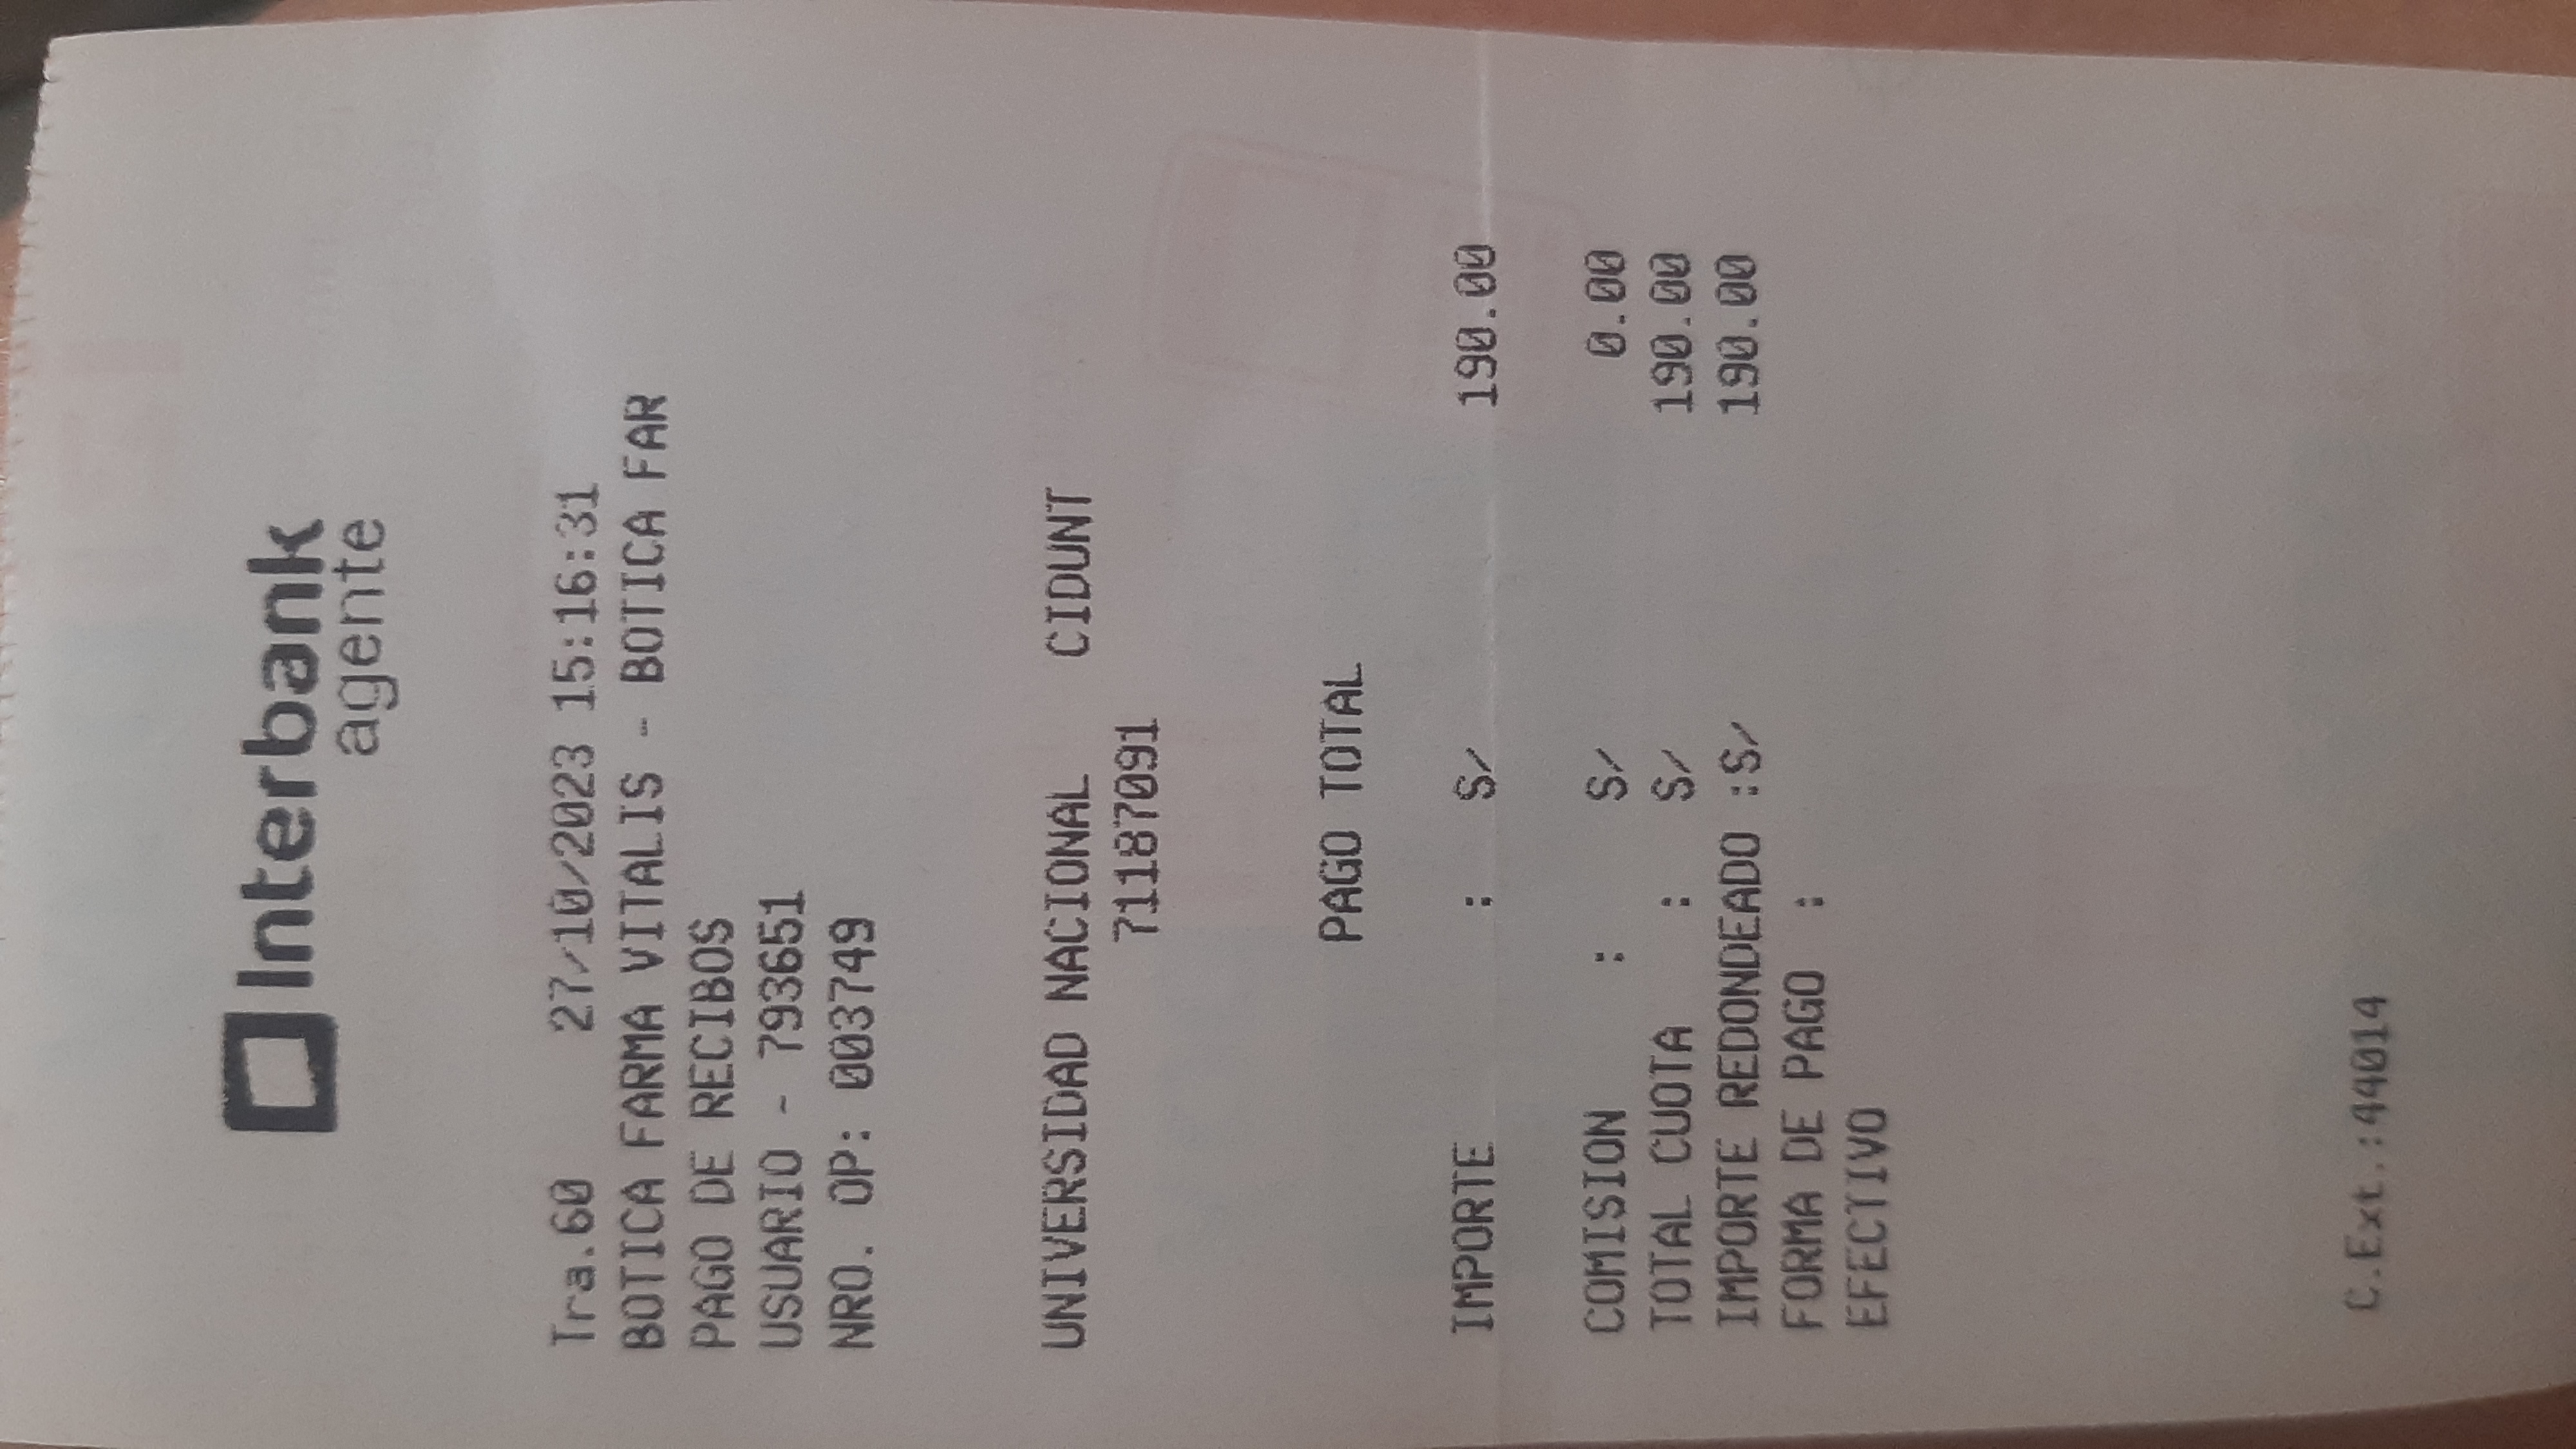 Interbank
agente
Tra.60 27/10/2023 15:16:31
BOTICA FARMA VITALIS - BOTICA FAR
PAGO DE RECIBOS
USUARIO - 793651
NRO. OP: 003749
UNIVERSIDAD NACIONAL CIDUNT
71187091
PAGO TOTAL
IMPORTE : S/ 190.00
COMISION : S/ 0.00
TOTAL CUOTA : S/ 190.00
IMPORTE REDONDEADO :S/ 190.00
FORMA DE PAGO :
EFECTIVO
C.Ext.:44014